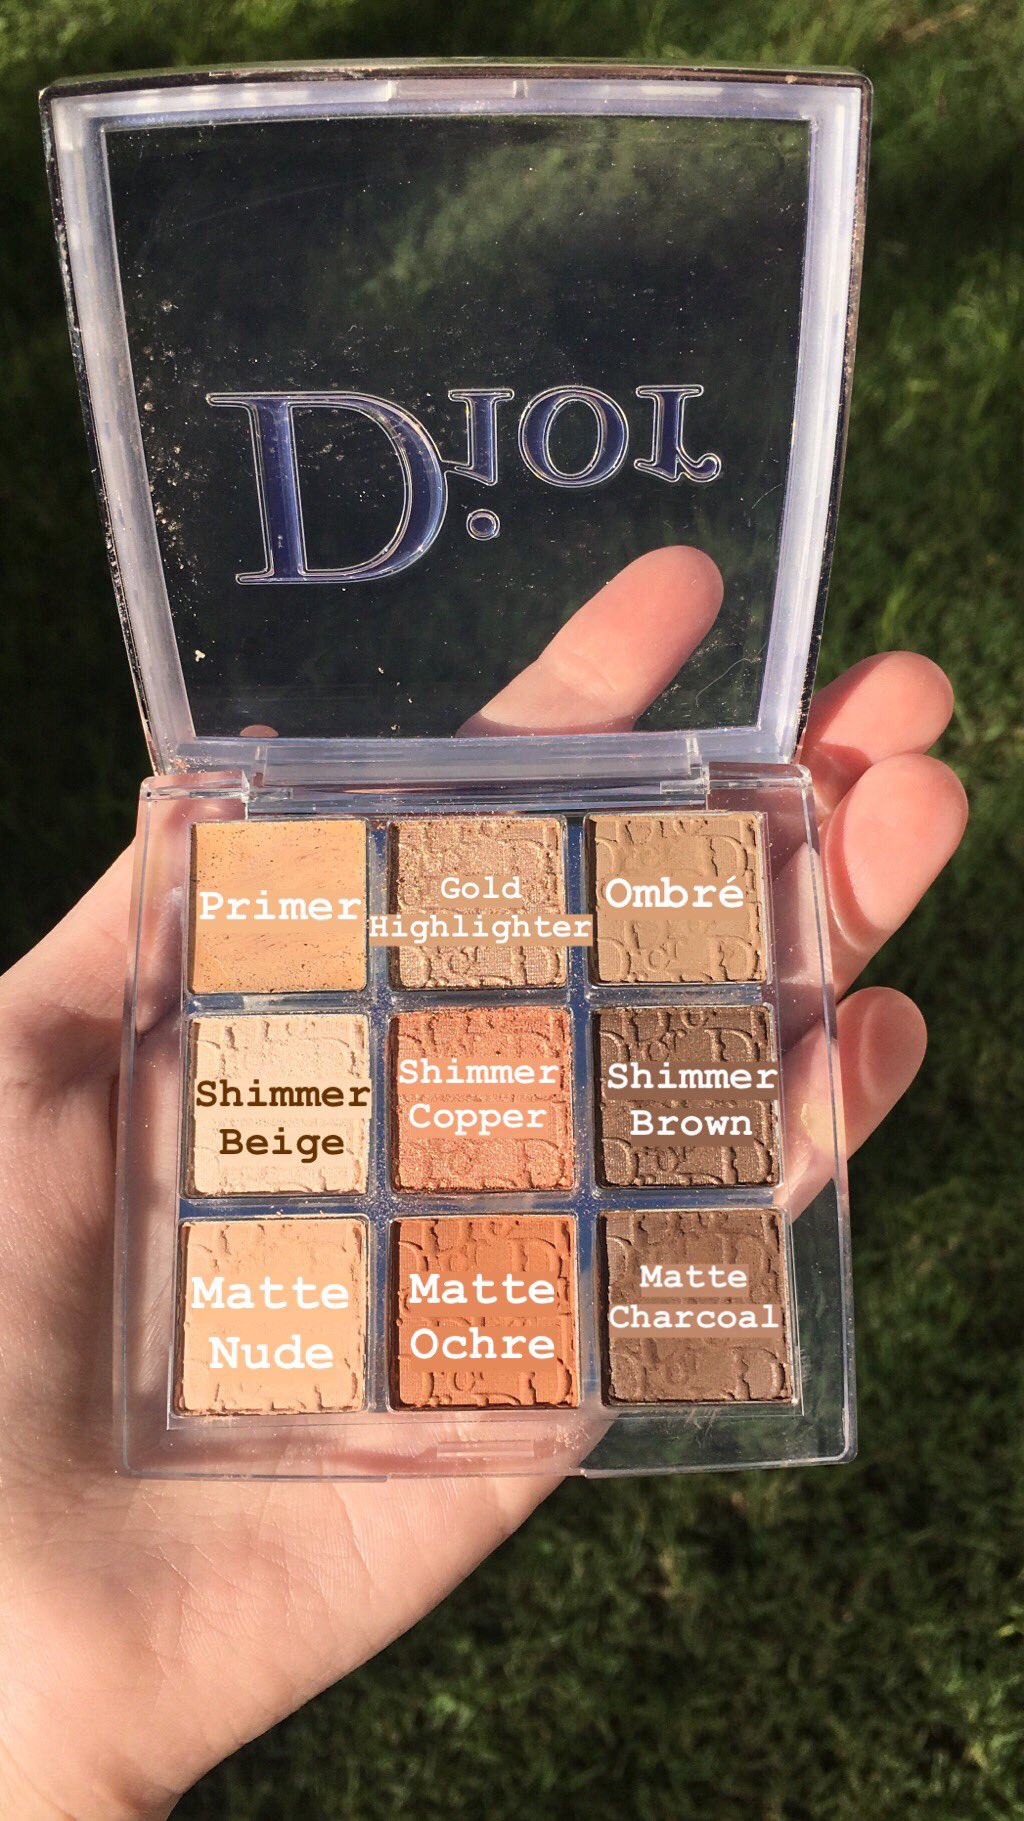 Dior
Primer
Gold
Highlighter
Ombré
Shimmer
Beige
Shimmer
Copper
Shimmer
Brown
Matte
Nude
Matte
Ochre
Matte
Charcoal